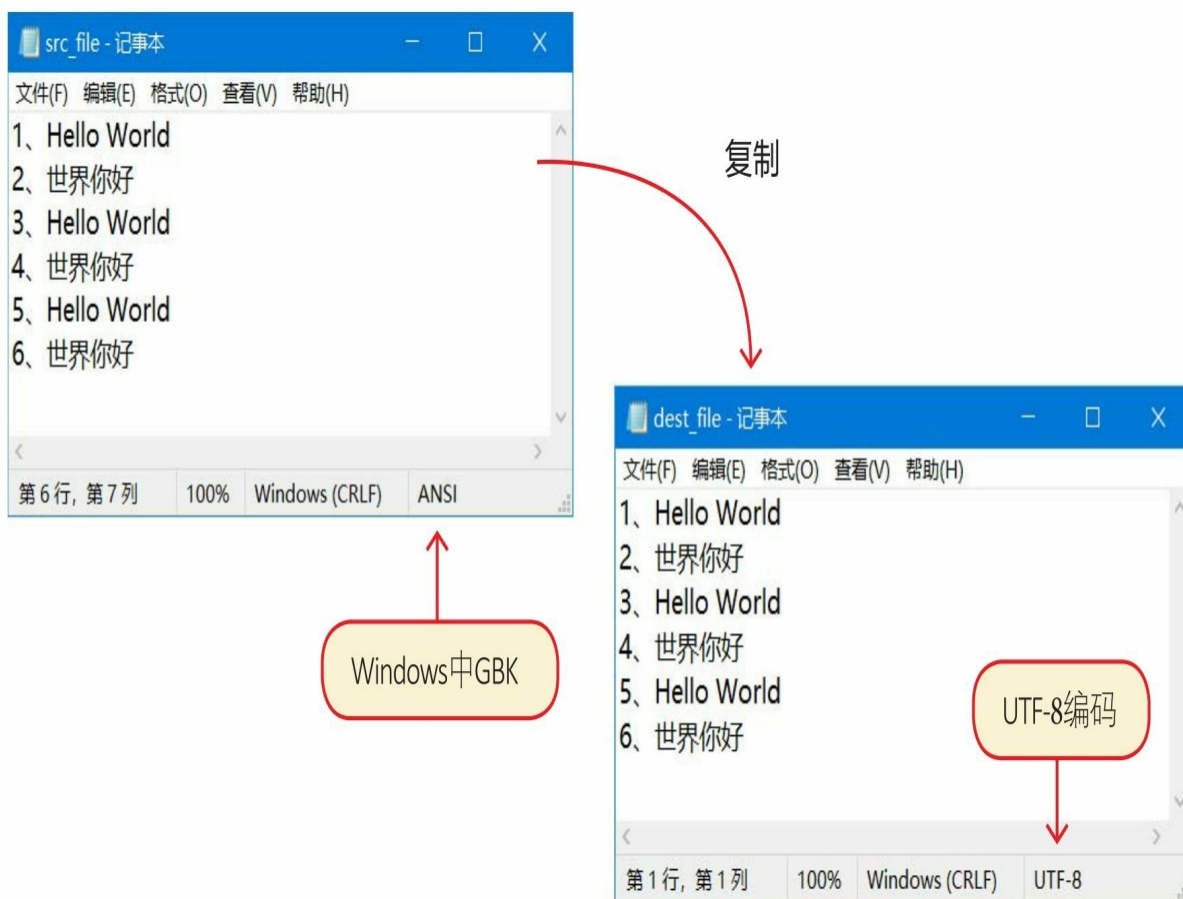 src_file - 记事本
文件(F) 编辑(E) 格式(O) 查看(V) 帮助(H)
1、Hello World
2、世界你好
3、Hello World
4、世界你好
5、Hello World
6、世界你好
第 6 行, 第 7 列 100% Windows (CRLF) ANSI
复制
Windows中GBK
dest_file - 记事本
文件(F) 编辑(E) 格式(O) 查看(V) 帮助(H)
1、Hello World
2、世界你好
3、Hello World
4、世界你好
5、Hello World
6、世界你好
UTF-8编码
第 1 行, 第 1 列 100% Windows (CRLF) UTF-8